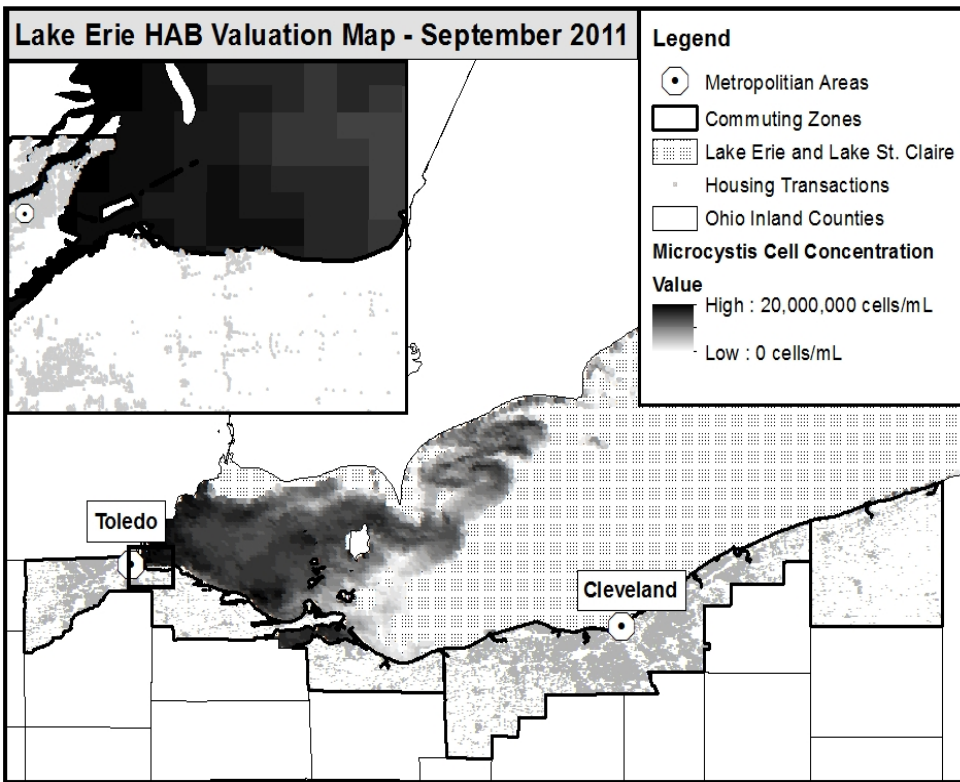 Lake Erie HAB Valuation Map - September 2011
Legend
Metropolitian Areas
Commuting Zones
Lake Erie and Lake St. Claire
Housing Transactions
Ohio Inland Counties
Microcystis Cell Concentration
Value
High : 20,000,000 cells/mL
Low : 0 cells/mL
Toledo
Cleveland